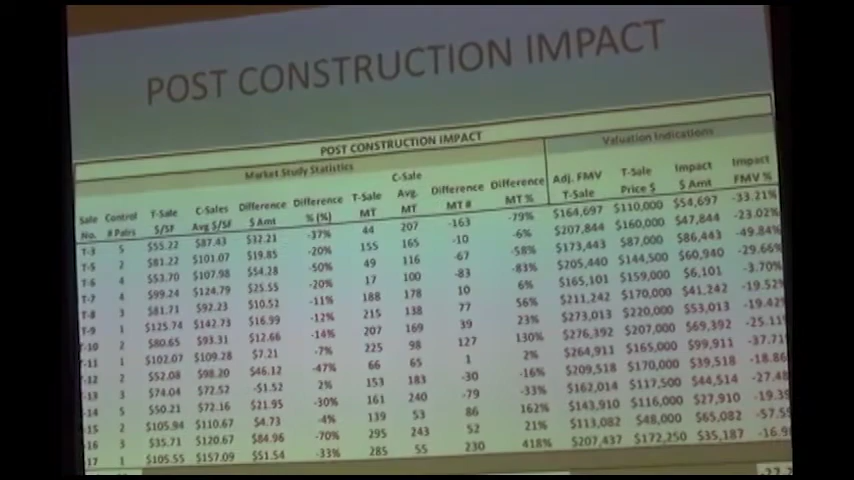 POST CONSTRUCTION IMPACT
POST CONSTRUCTION IMPACT
Market Study Statistics Valuation Indications
Sale No. Control # Pairs T-Sale $/SF C-Sales Avg $/SF Difference $ Amt Difference % (%) T-Sale MT C-Sale Avg. MT Difference MT # Difference MT % Adj. FMV T-Sale T-Sale Price $ Impact $ Amt Impact FMV %
T-3 5 $55.22 $87.43 $32.21 -37% 44 207 -163 -79% $164,697 $110,000 $54,697 -33.21%
T-5 2 $81.22 $101.07 $19.85 -20% 155 165 -10 -6% $207,844 $160,000 $47,844 -23.02%
T-6 4 $53.70 $107.98 $54.28 -50% 49 116 -67 -58% $173,443 $87,000 $86,443 -49.84%
T-7 4 $99.24 $124.79 $25.55 -20% 17 100 -83 -83% $205,440 $144,500 $60,940 -29.66%
T-8 3 $81.71 $92.23 $10.52 -11% 188 178 10 6% $165,101 $159,000 $6,101 -3.70%
T-9 1 $125.74 $142.73 $16.99 -12% 215 138 77 56% $211,242 $170,000 $41,242 -19.52%
-10 2 $80.65 $93.31 $12.66 -14% 207 169 39 23% $273,013 $220,000 $53,013 -19.42%
-11 1 $102.07 $109.28 $7.21 -7% 225 98 127 130% $276,392 $207,000 $69,392 -25.11%
-12 2 $52.08 $98.20 $46.12 -47% 66 65 1 2% $264,911 $165,000 $99,911 -37.71%
-13 3 $74.04 $72.52 -$1.52 2% 153 183 -30 -16% $209,518 $170,000 $39,518 -18.86
-14 5 $50.21 $72.16 $21.95 -30% 161 240 -79 -33% $162,014 $117,500 $44,514 -27.48
-15 2 $105.94 $110.67 $4.73 -4% 139 53 86 162% $143,910 $116,000 $27,910 -19.39
-16 3 $35.71 $120.67 $84.96 -70% 295 243 52 21% $113,082 $48,000 $65,082 -57.55
17 1 $105.55 $157.09 $51.54 -33% 285 55 230 418% $207,437 $172,250 $35,187 -16.9